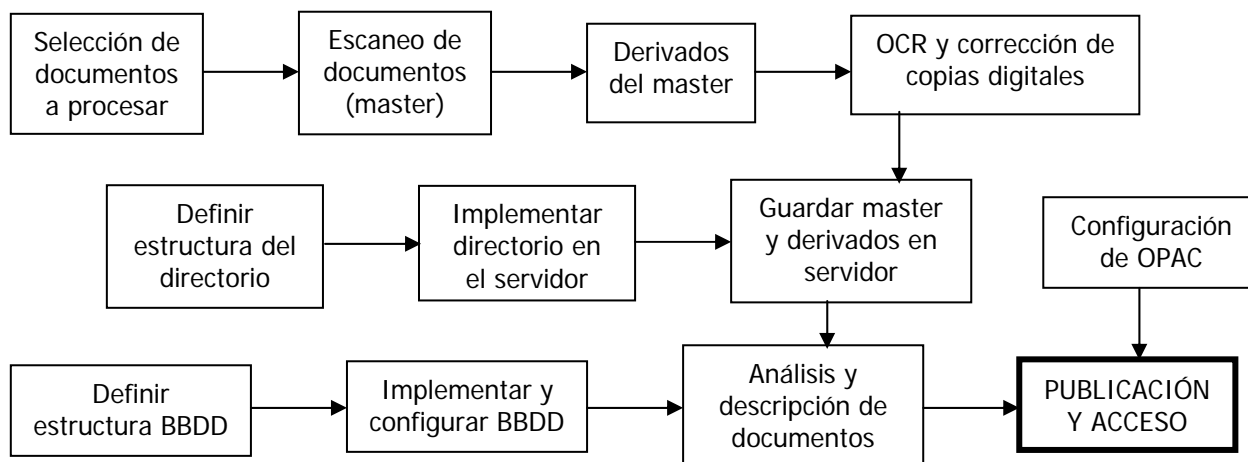 Selección de
documentos
a procesar
Escaneo de
documentos
(master)
Derivados
del master
OCR y corrección de
copias digitales
Definir
estructura del
directorio
Implementar
directorio en
el servidor
Guardar master
y derivados en
servidor
Configuración
de OPAC
Definir
estructura BBDD
Implementar y
configurar BBDD
Análisis y
descripción de
documentos
PUBLICACIÓN
Y ACCESO